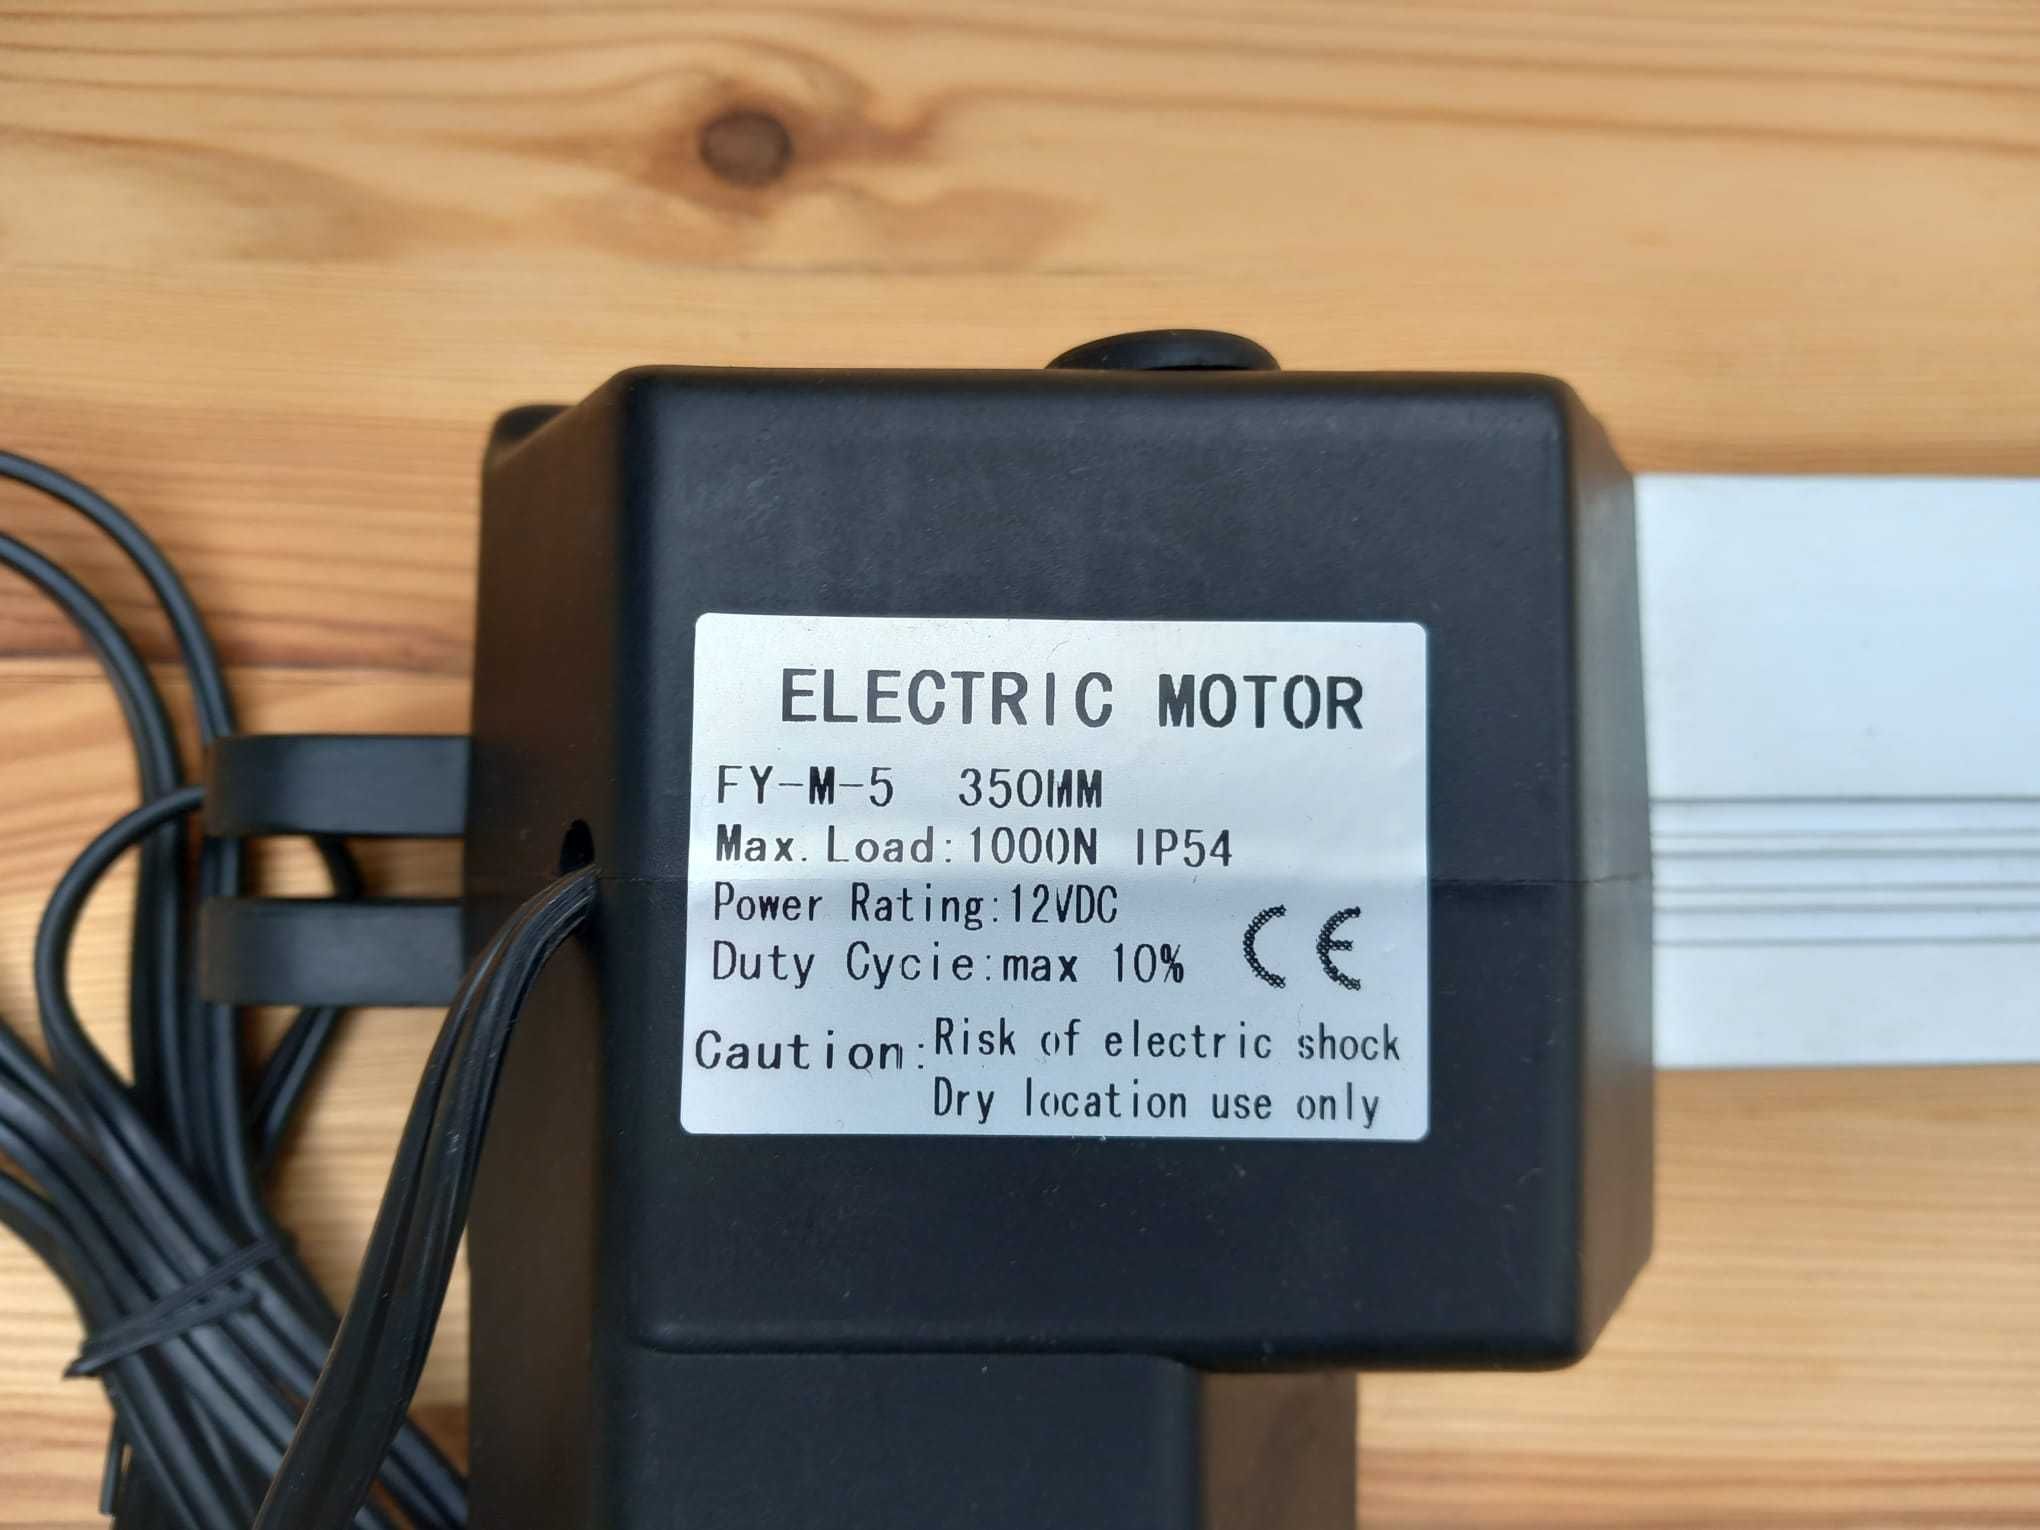 ELECTRIC MOTOR
FY-M-5 350MM
Max. Load:1000N IP54
Power Rating:12VDC
Duty Cycie:max 10% CE
Caution:Risk of electric shock
Dry location use only